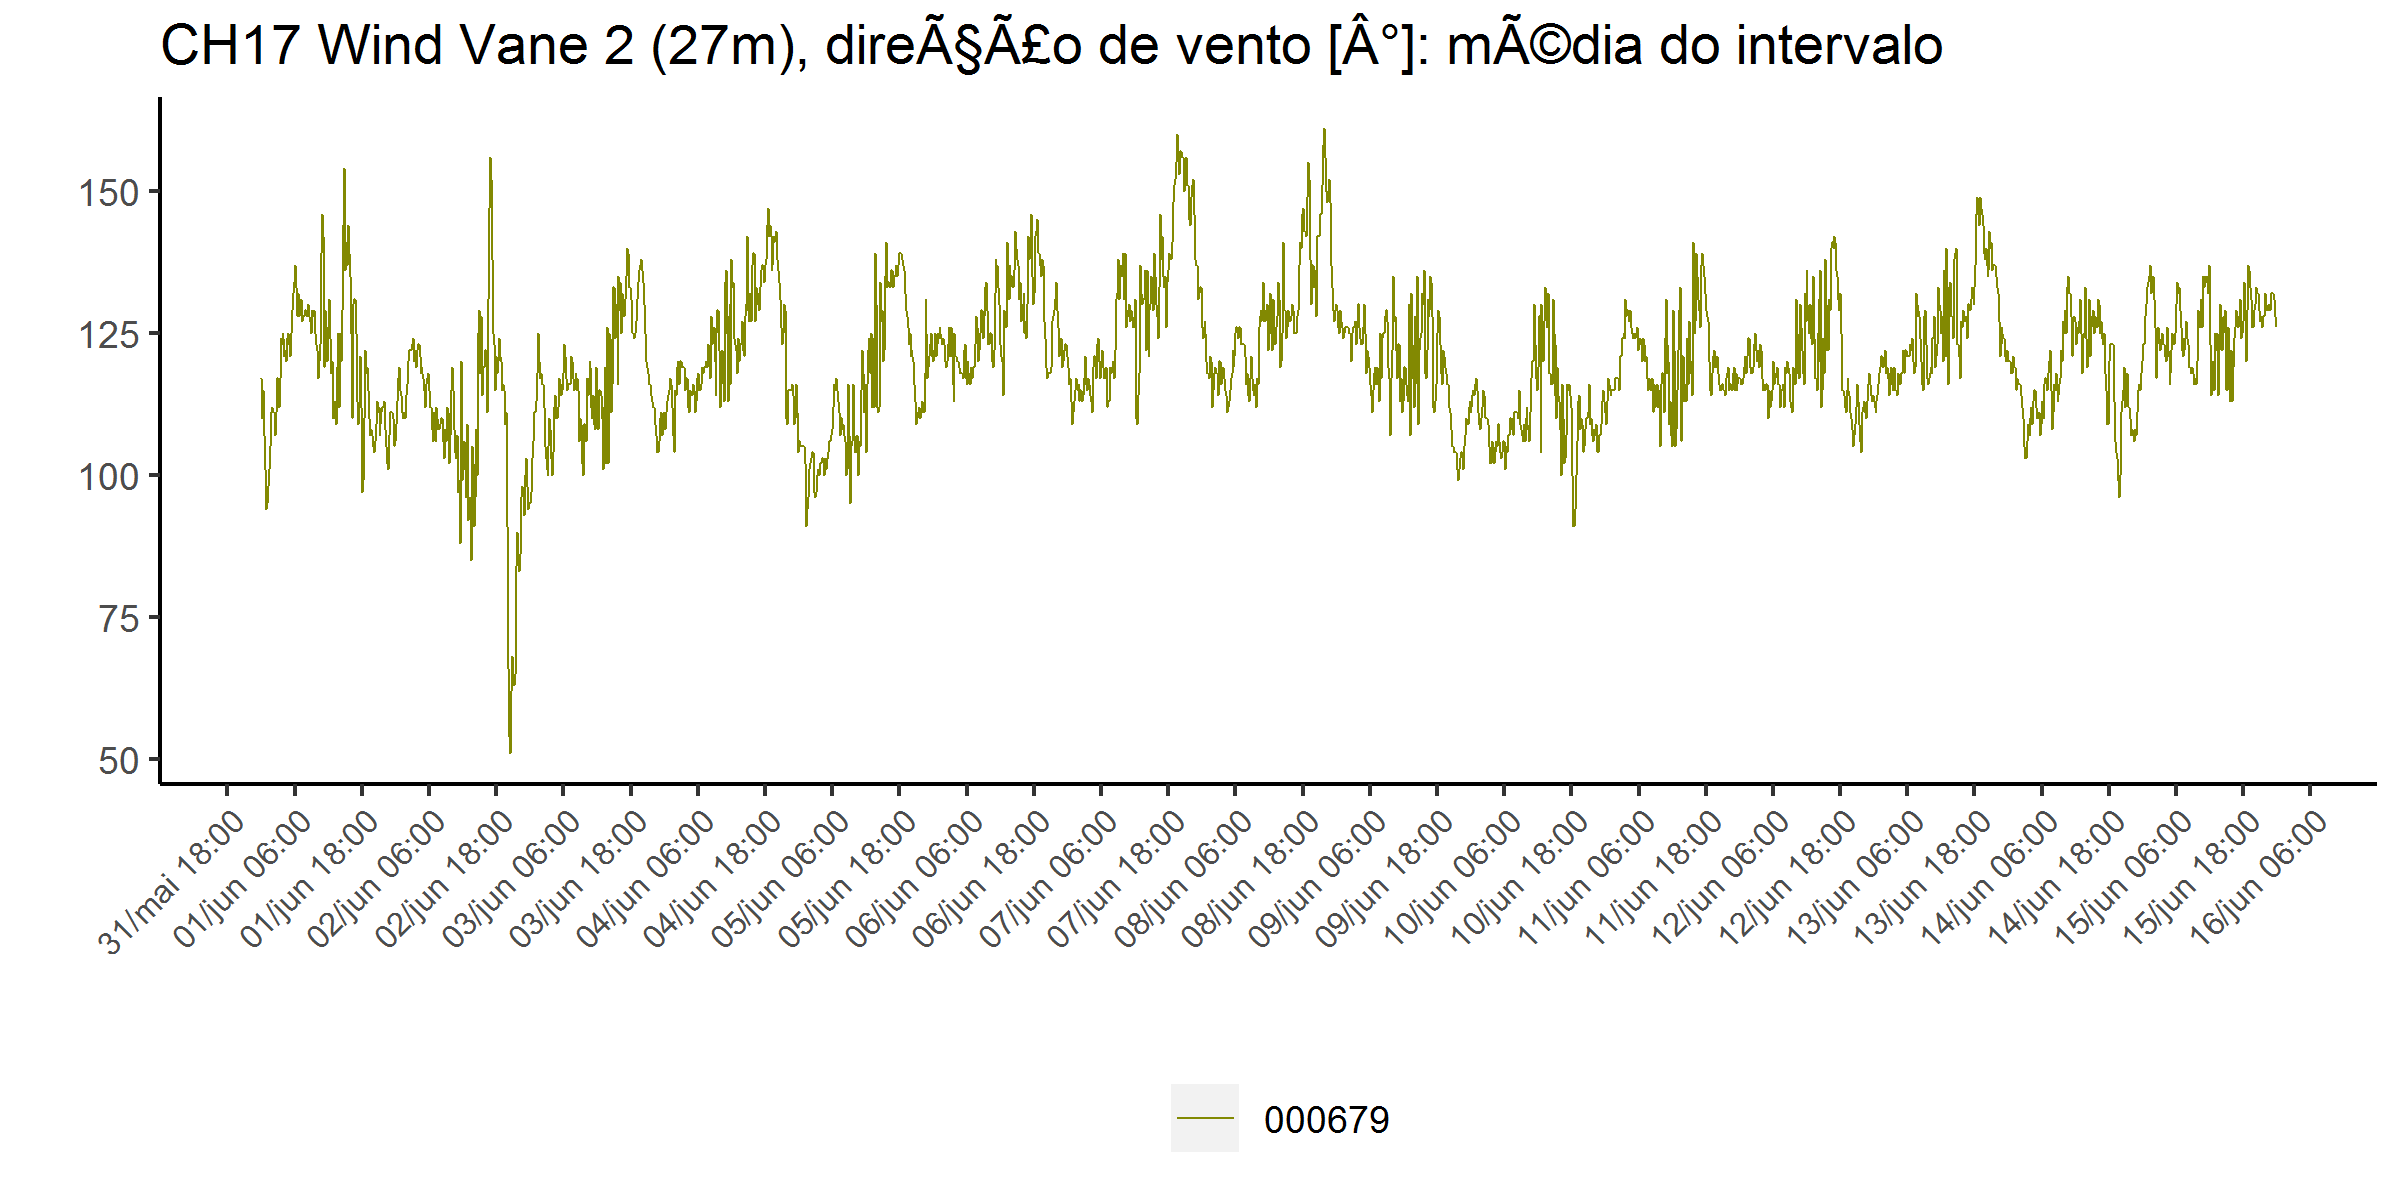 CH17 Wind Vane 2 (27m), direÃ§Ã£o de vento [Â°]: mÃ©dia do intervalo
150
125
100
75
50
31/mai 18:00
01/jun 06:00
01/jun 18:00
02/jun 06:00
02/jun 18:00
03/jun 06:00
03/jun 18:00
04/jun 06:00
04/jun 18:00
05/jun 06:00
05/jun 18:00
06/jun 06:00
06/jun 18:00
07/jun 06:00
07/jun 18:00
08/jun 06:00
08/jun 18:00
09/jun 06:00
09/jun 18:00
10/jun 06:00
10/jun 18:00
11/jun 06:00
11/jun 18:00
12/jun 06:00
12/jun 18:00
13/jun 06:00
13/jun 18:00
14/jun 06:00
14/jun 18:00
15/jun 06:00
15/jun 18:00
16/jun 06:00
000679